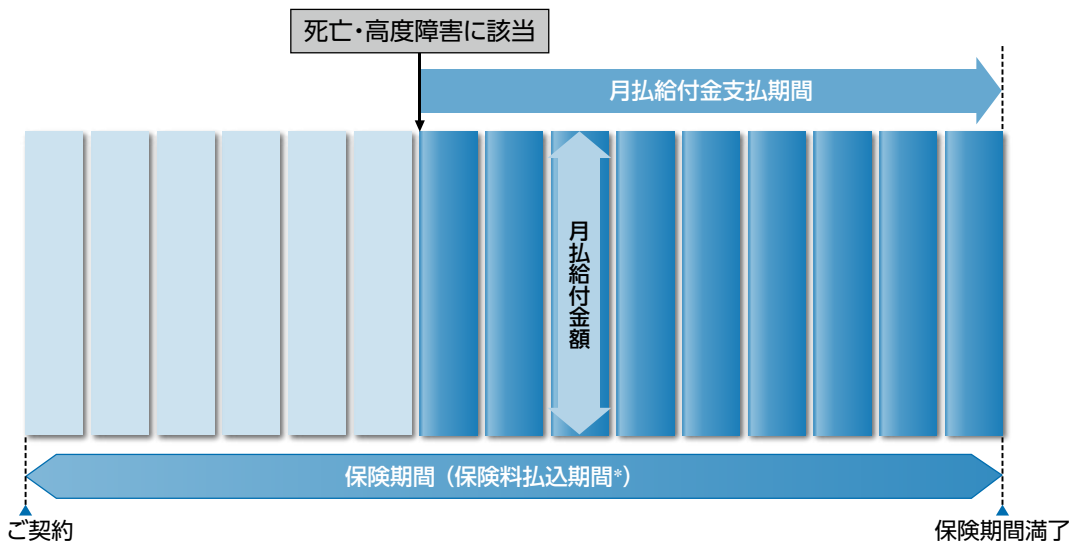 死亡・高度障害に該当
月払給付金支払期間
月払給付金額
保険期間（保険料払込期間*）
ご契約
保険期間満了